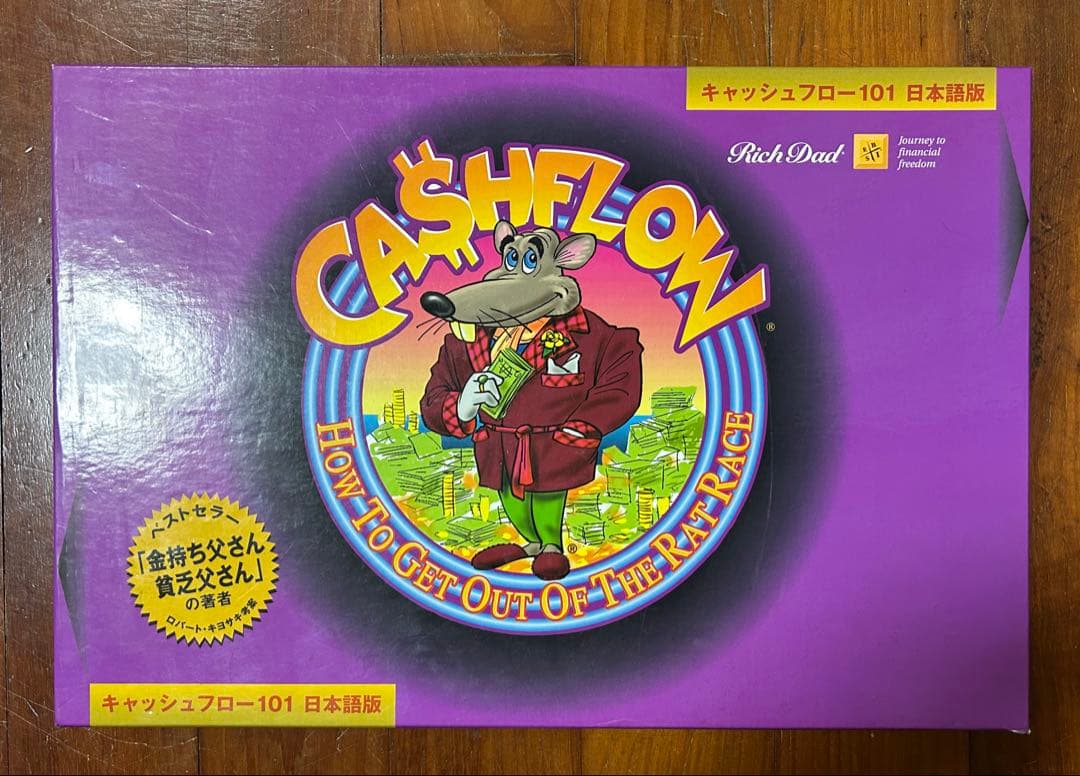 キャッシュフロー101 日本語版
Rich Dad®
E B
S I
Journey to
financial
freedom
CA$HFLOW
®
HOW TO GET OUT OF THE RAT RACE
®
ベストセラー
「金持ち父さん
貧乏父さん」
の著者
ロバート・キヨサキ考案
キャッシュフロー101 日本語版